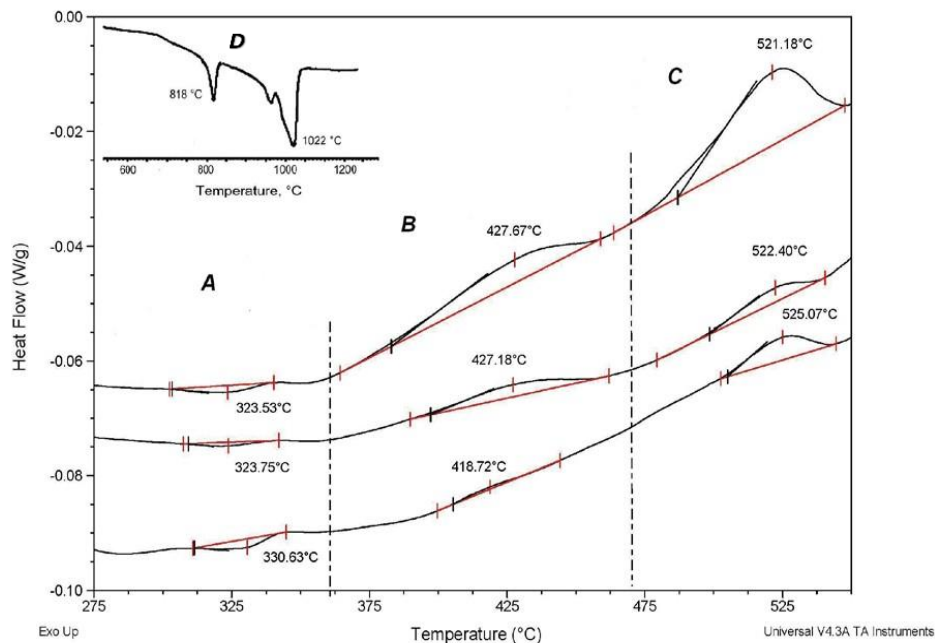 0.00
-0.02
-0.04
-0.06
-0.08
-0.10
Heat Flow (W/g)
D
818 °C
1022 °C
600 800 1000 1200
Temperature, °C
A
B
C
521.18°C
427.67°C
522.40°C
525.07°C
427.18°C
323.53°C
323.75°C
418.72°C
330.63°C
275 325 375 425 475 525
Exo Up
Temperature (°C)
Universal V4.3A TA Instruments